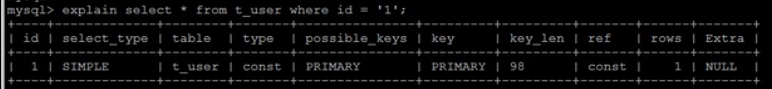 mysql> explain select * from t_user where id = '1';
+----+-------------+--------+-------+---------------+---------+---------+-------+------+-------+
| id | select_type | table | type | possible_keys | key | key_len | ref | rows | Extra |
+----+-------------+--------+-------+---------------+---------+---------+-------+------+-------+
| 1 | SIMPLE | t_user | const | PRIMARY | PRIMARY | 98 | const | 1 | NULL |
+----+-------------+--------+-------+---------------+---------+---------+-------+------+-------+